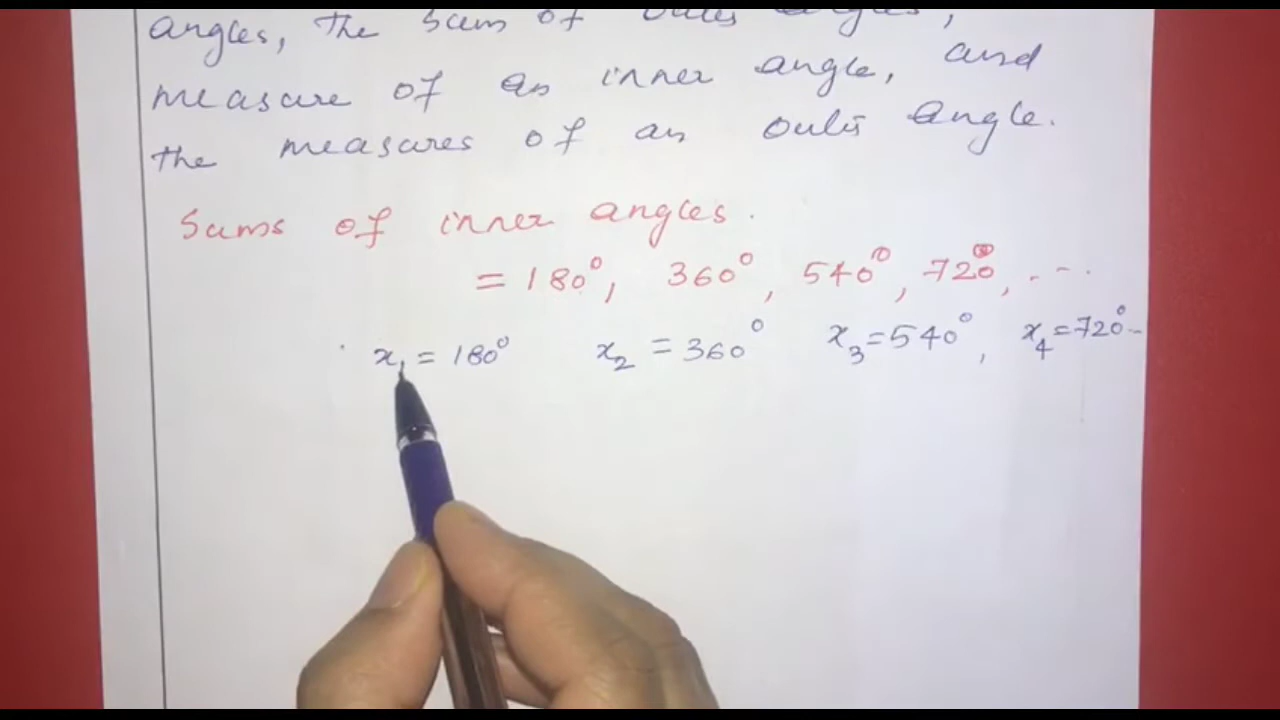 angles, the sum of outer angles,
measure of an inner angle, and
the measures of an outer angle.
Sums of inner angles.
= 180°, 360°, 540°, 720°, ...
x₁ = 180° x₂ = 360° x₃ = 540°, x₄ = 720° --